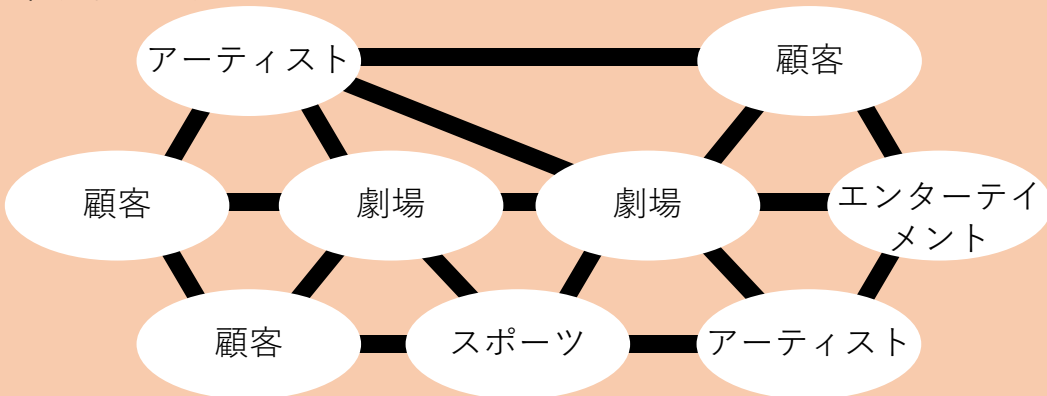 アーティスト
顧客
顧客
劇場
劇場
エンターテイ
メント
顧客
スポーツ
アーティスト